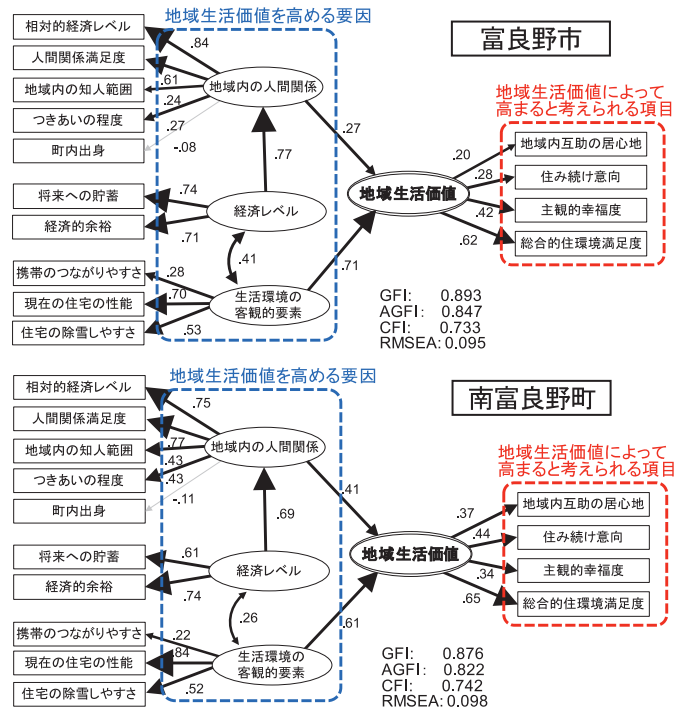 地域生活価値を高める要因
富良野市
相対的経済レベル
人間関係満足度
地域内の知人範囲
つきあいの程度
町内出身
将来への貯蓄
経済的余裕
携帯のつながりやすさ
現在の住宅の性能
住宅の除雪しやすさ
.84
.61
.24
.27
-.08
.74
.71
.28
.70
.53
地域内の人間関係
.77
経済レベル
.41
生活環境の
客観的要素
.27
.71
地域生活価値
地域生活価値によって
高まると考えられる項目
.20
.28
.42
.62
地域内互助の居心地
住み続け意向
主観的幸福度
総合的住環境満足度
GFI: 0.893
AGFI: 0.847
CFI: 0.733
RMSEA: 0.095
地域生活価値を高める要因
南富良野町
相対的経済レベル
人間関係満足度
地域内の知人範囲
つきあいの程度
町内出身
将来への貯蓄
経済的余裕
携帯のつながりやすさ
現在の住宅の性能
住宅の除雪しやすさ
.75
.77
.43
.43
-.11
.61
.74
.22
.84
.52
地域内の人間関係
.69
経済レベル
.26
生活環境の
客観的要素
.41
.61
地域生活価値
地域生活価値によって
高まると考えられる項目
.37
.44
.34
.65
地域内互助の居心地
住み続け意向
主観的幸福度
総合的住環境満足度
GFI: 0.876
AGFI: 0.822
CFI: 0.742
RMSEA: 0.098